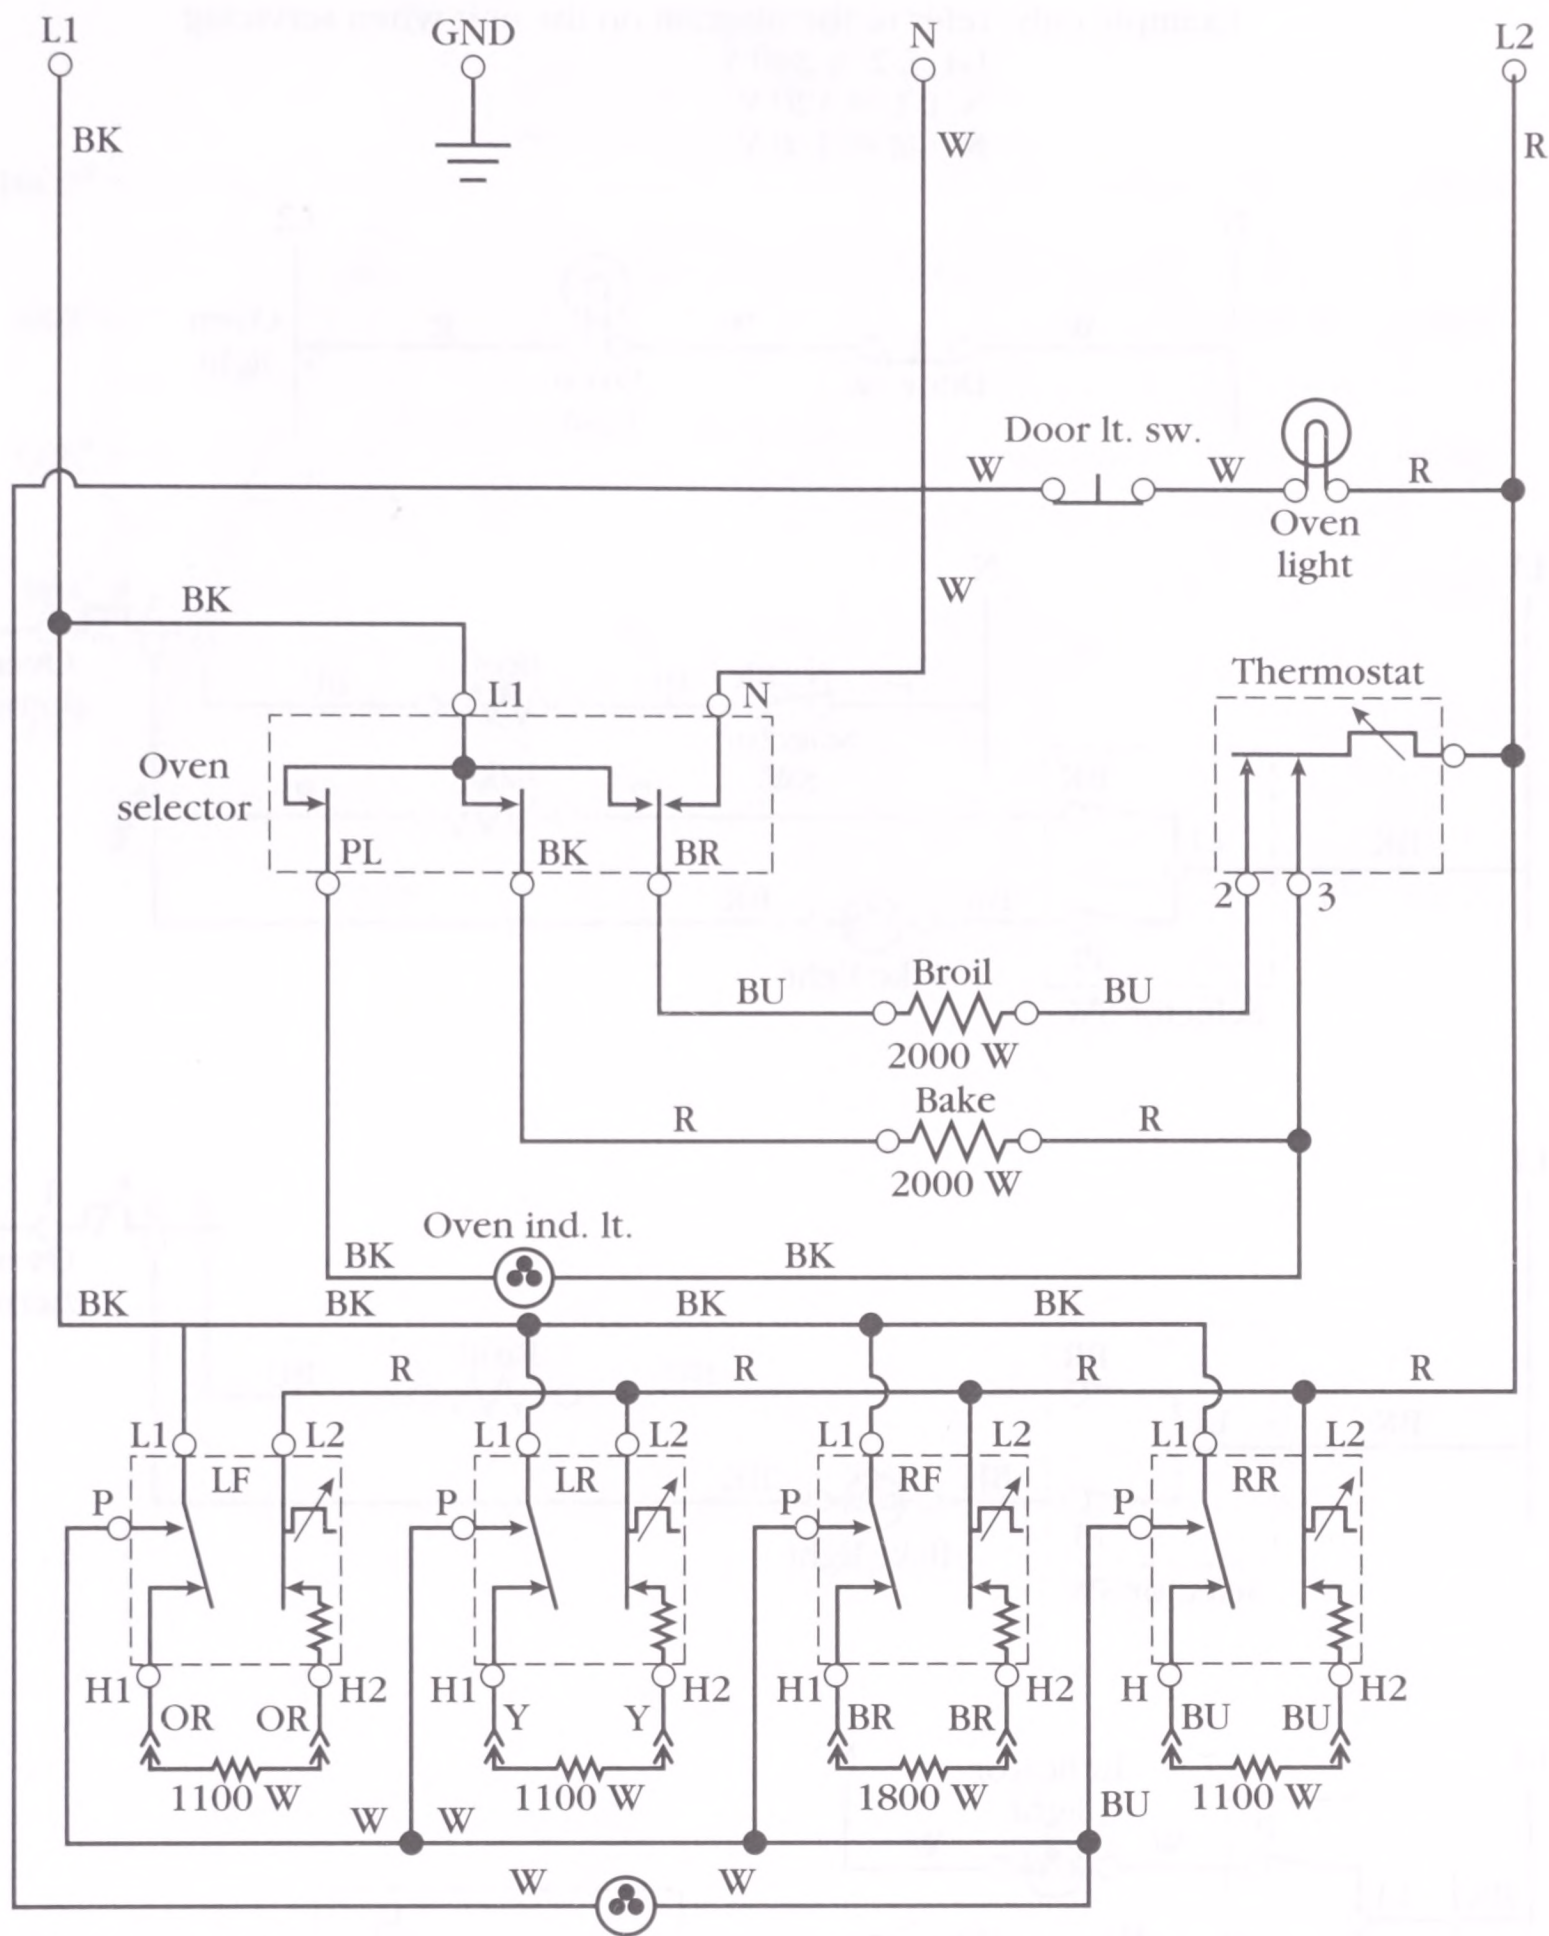 L1 GND N L2
BK W R
Door lt. sw.
W W R
Oven
light
BK W
Thermostat
L1 N
Oven
selector
PL BK BR
2 3
BU Broil BU
2000 W
Bake
R R
2000 W
Oven ind. lt.
BK BK
BK BK BK BK
R R R R
L1 L2 L1 L2 L1 L2 L1 L2
LF LR RF RR
P P P P
H1 H2 H1 H2 H1 H2 H H2
OR OR Y Y BR BR BU BU
1100 W 1100 W 1800 W 1100 W
W W BU
W W